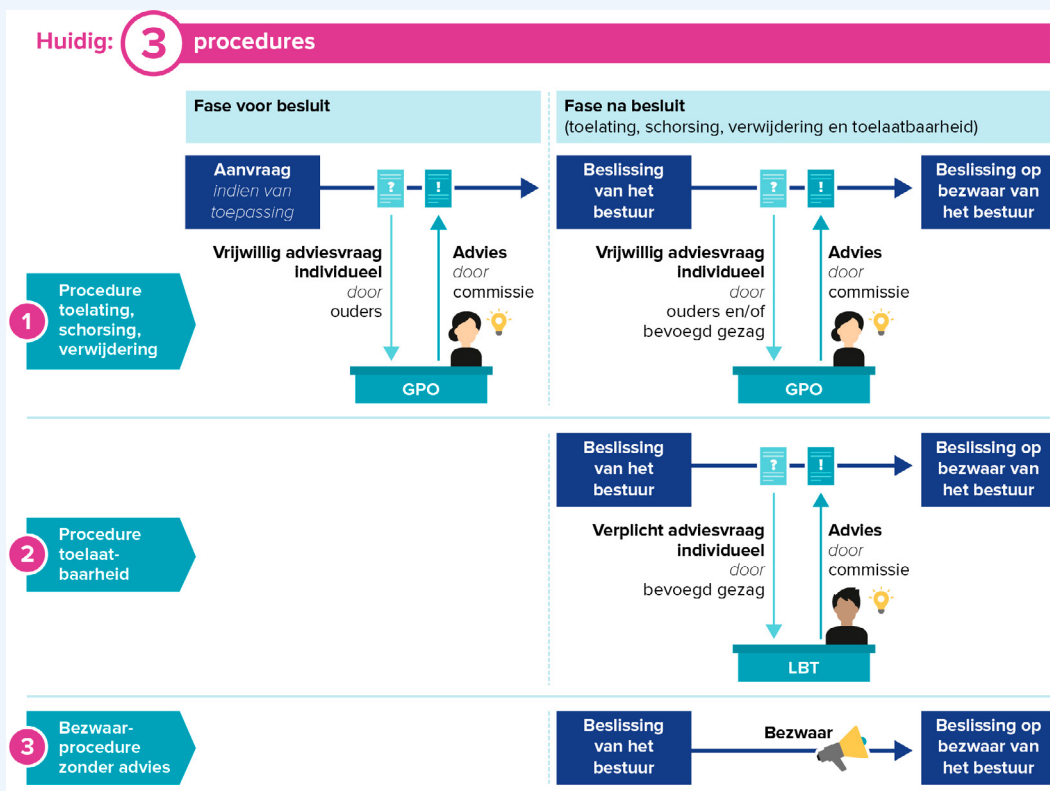 Huidig: 3 procedures
Fase voor besluit
Fase na besluit
(toelating, schorsing, verwijdering en toelaatbaarheid)
1
Procedure
toelating,
schorsing,
verwijdering
Aanvraag
indien van
toepassing
?
!
Vrijwillig adviesvraag
individueel
door
ouders
Advies
door
commissie
GPO
Beslissing
van het
bestuur
?
!
Beslissing op
bezwaar van
het bestuur
Vrijwillig adviesvraag
individueel
door
ouders en/of
bevoegd gezag
Advies
door
commissie
GPO
2
Procedure
toelaat-
baarheid
Beslissing
van het
bestuur
?
!
Beslissing op
bezwaar van
het bestuur
Verplicht adviesvraag
individueel
door
bevoegd gezag
Advies
door
commissie
LBT
3
Bezwaar-
procedure
zonder advies
Beslissing
van het
bestuur
Bezwaar
Beslissing op
bezwaar van
het bestuur